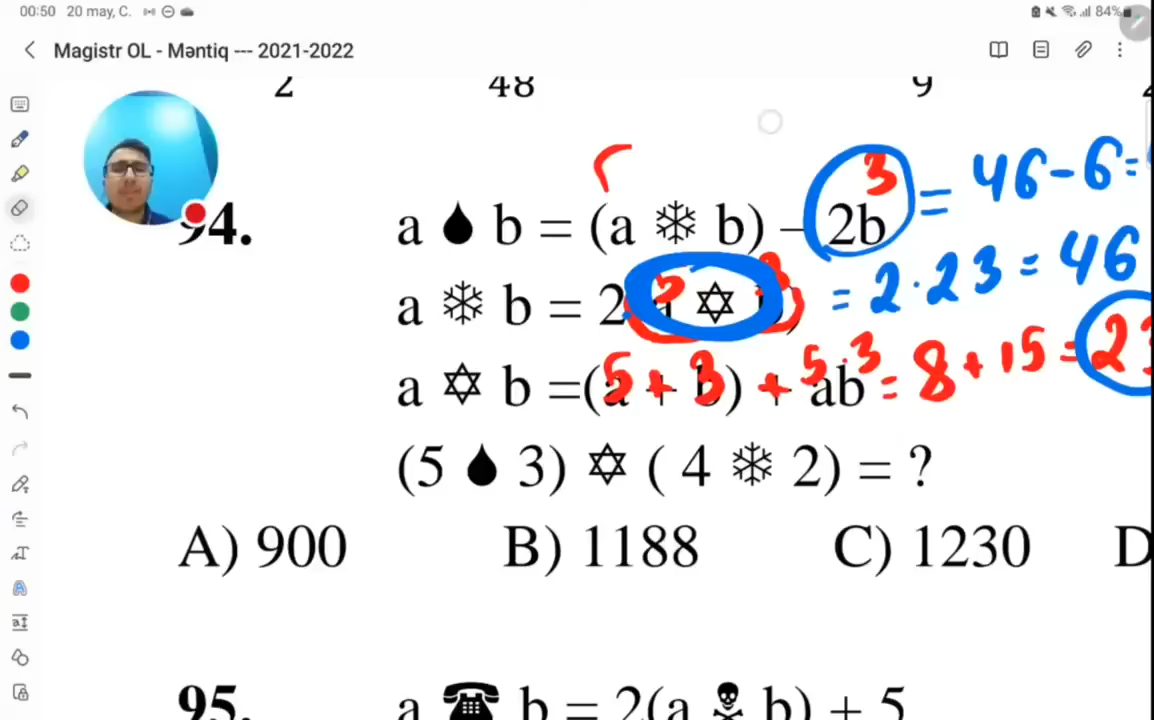 00:50 20 may, C. 84%
Magistr OL - Məntiq --- 2021-2022
2 48 9
94. a 💧 b = (a ❄ b) – 2b 3 = 46 - 6 =
a ❄ b = 2(a ✡ b) = 2 · 23 = 46
a ✡ b =(a + b) + ab 5 + 3 + 5·3 = 8 + 15 =
(5 💧 3) ✡ ( 4 ❄ 2) = ?
A) 900 B) 1188 C) 1230 D
95. a ☎ b = 2(a ☠ b) + 5